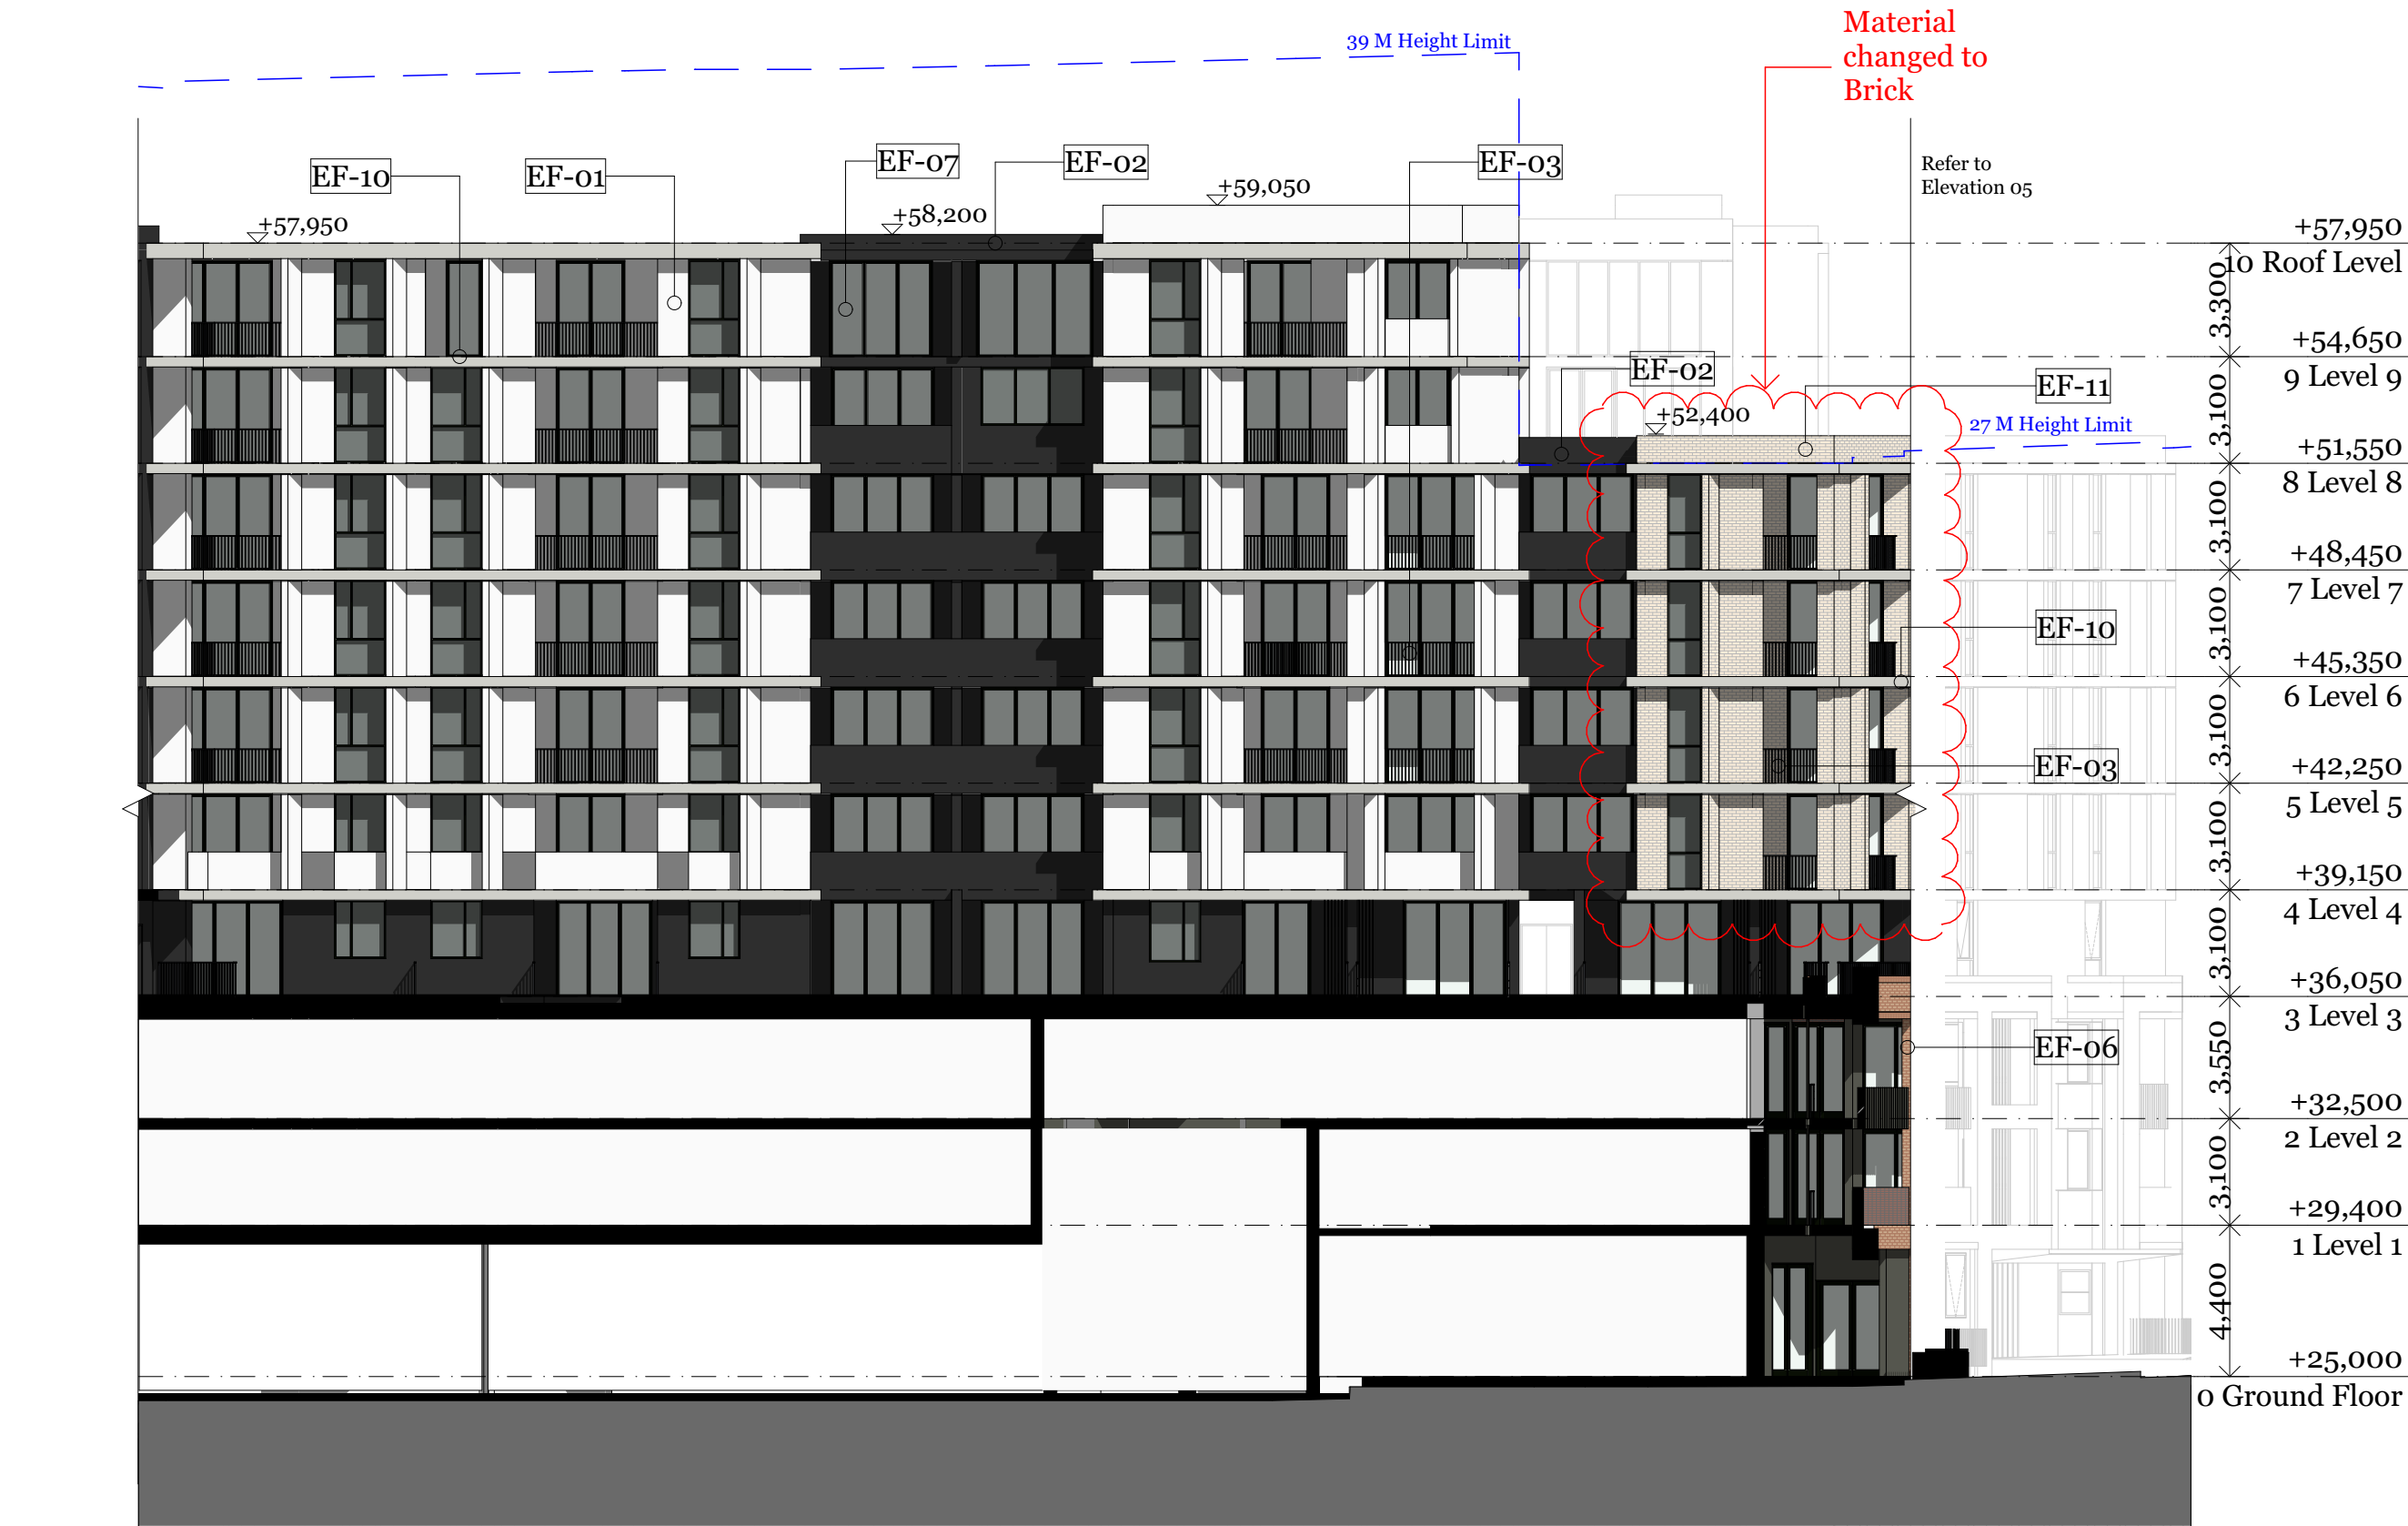 Material
changed to
Brick
39 M Height Limit
EF-10
EF-01
EF-07
EF-02
EF-03
Refer to
Elevation 05
+57,950
+58,200
+59,050
+57,950
10 Roof Level
3,300
+54,650
9 Level 9
EF-02
EF-11
+52,400
27 M Height Limit
3,100
+51,550
8 Level 8
3,100
+48,450
7 Level 7
3,100
EF-10
+45,350
6 Level 6
3,100
EF-03
+42,250
5 Level 5
3,100
+39,150
4 Level 4
3,100
+36,050
3 Level 3
EF-06
3,550
+32,500
2 Level 2
3,100
+29,400
1 Level 1
4,400
+25,000
0 Ground Floor